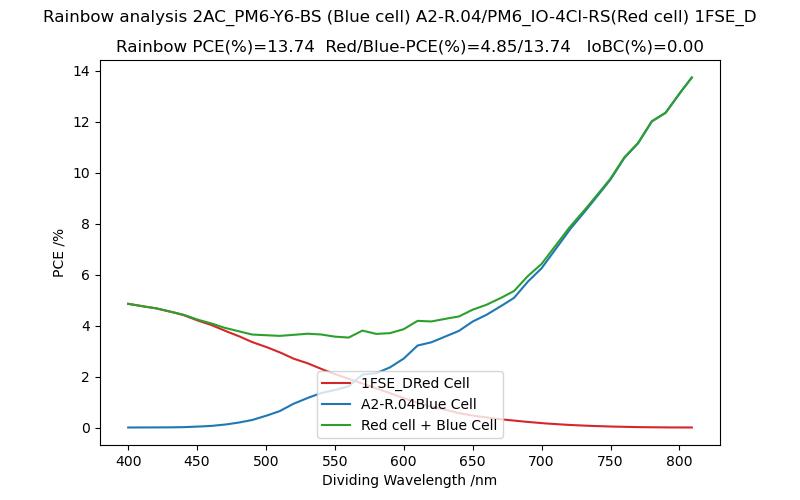 Rainbow analysis 2AC_PM6-Y6-BS (Blue cell) A2-R.04/PM6_IO-4Cl-RS(Red cell) 1FSE_D
Rainbow PCE(%)=13.74 Red/Blue-PCE(%)=4.85/13.74 IoBC(%)=0.00
14
12
10
8
6
4
2
0
PCE /%
1FSE_DRed Cell
A2-R.04Blue Cell
Red cell + Blue Cell
400 450 500 550 600 650 700 750 800
Dividing Wavelength /nm